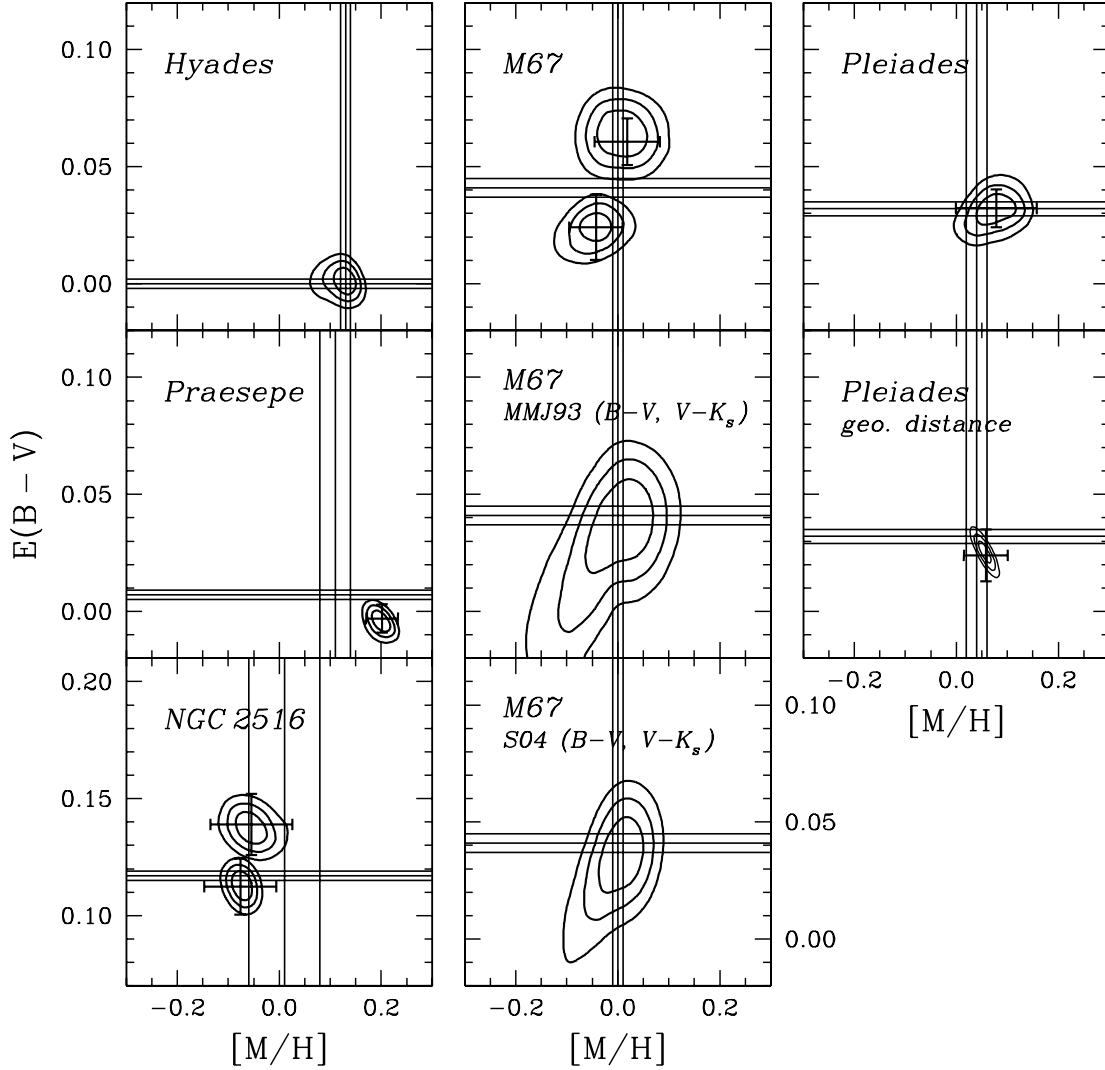 Hyades
M67
Pleiades
0.10
0.05
0.00
Praesepe
M67
MMJ93 (B−V, V−Ks)
Pleiades
geo. distance
0.10
0.05
0.00
E(B − V)
−0.2 0.0 0.2
[M/H]
NGC 2516
M67
S04 (B−V, V−Ks)
0.20
0.15
0.10
0.10
0.05
0.00
−0.2 0.0 0.2
−0.2 0.0 0.2
[M/H]
[M/H]